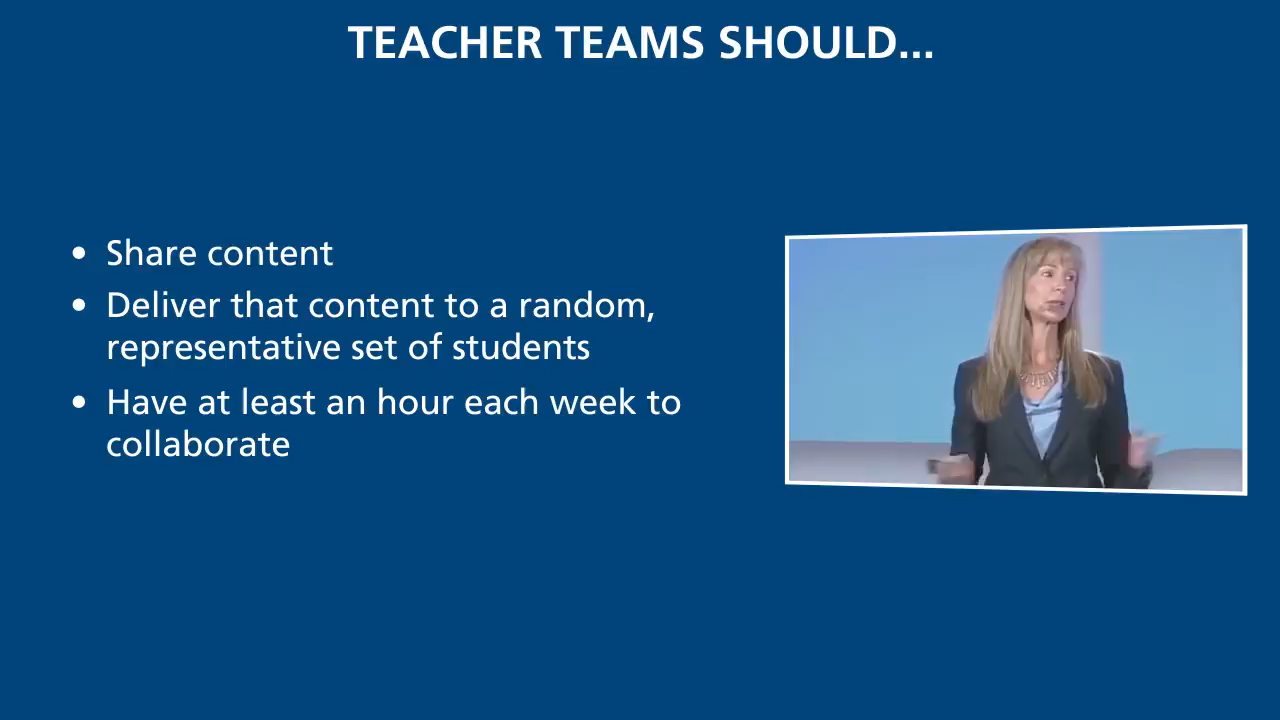 TEACHER TEAMS SHOULD...
• Share content
• Deliver that content to a random,
representative set of students
• Have at least an hour each week to
collaborate